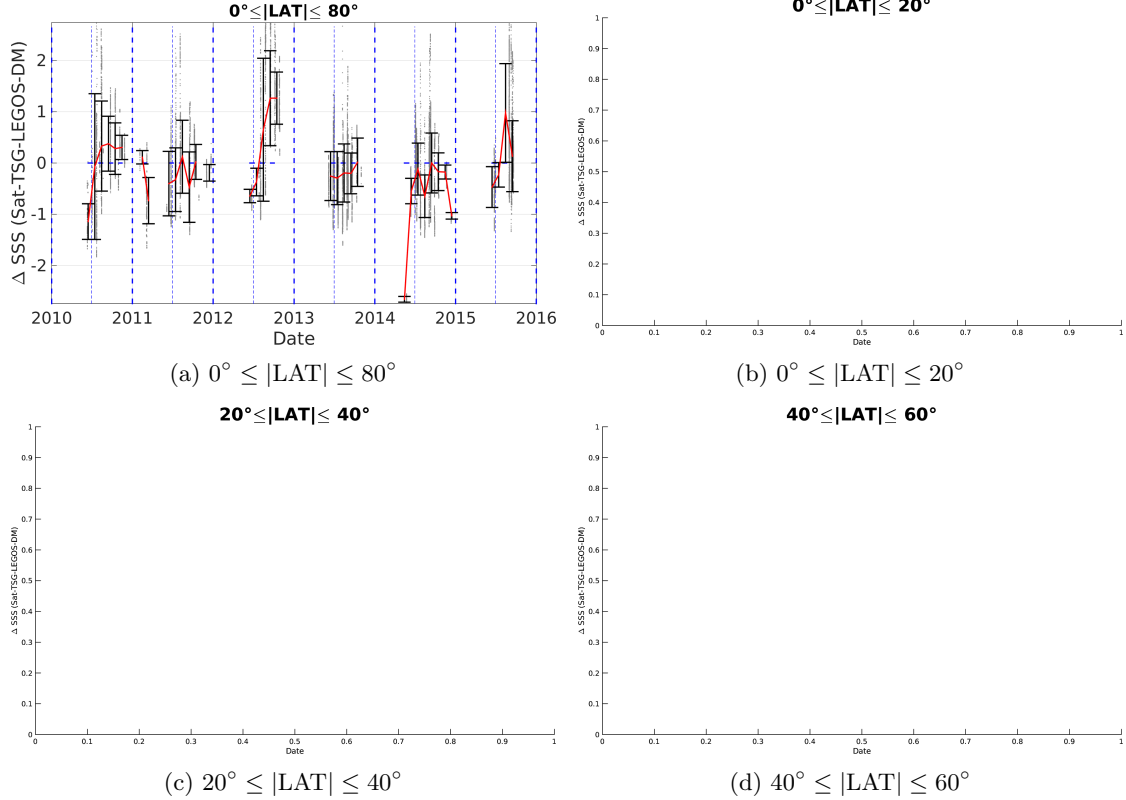 0°≤|LAT|≤ 80°
Δ SSS (Sat-TSG-LEGOS-DM)
2
1
0
-1
-2
2010 2011 2012 2013 2014 2015 2016
Date
(a) 0° ≤ |LAT| ≤ 80°
0°≤|LAT|≤ 20°
Δ SSS (Sat-TSG-LEGOS-DM)
1
0.9
0.8
0.7
0.6
0.5
0.4
0.3
0.2
0.1
0
0 0.1 0.2 0.3 0.4 0.5 0.6 0.7 0.8 0.9 1
Date
(b) 0° ≤ |LAT| ≤ 20°
20°≤|LAT|≤ 40°
Δ SSS (Sat-TSG-LEGOS-DM)
1
0.9
0.8
0.7
0.6
0.5
0.4
0.3
0.2
0.1
0
0 0.1 0.2 0.3 0.4 0.5 0.6 0.7 0.8 0.9 1
Date
(c) 20° ≤ |LAT| ≤ 40°
40°≤|LAT|≤ 60°
Δ SSS (Sat-TSG-LEGOS-DM)
1
0.9
0.8
0.7
0.6
0.5
0.4
0.3
0.2
0.1
0
0 0.1 0.2 0.3 0.4 0.5 0.6 0.7 0.8 0.9 1
Date
(d) 40° ≤ |LAT| ≤ 60°